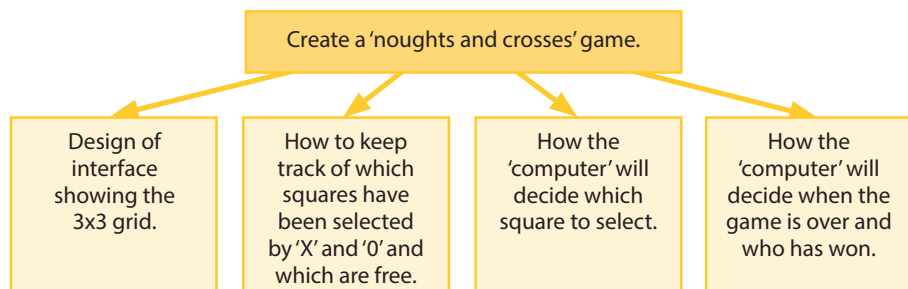 Create a ‘noughts and crosses’ game.
Design of
interface
showing the
3x3 grid.
How to keep
track of which
squares have
been selected
by ‘X’ and ‘0’ and
which are free.
How the
‘computer’ will
decide which
square to select.
How the
‘computer’ will
decide when the
game is over and
who has won.